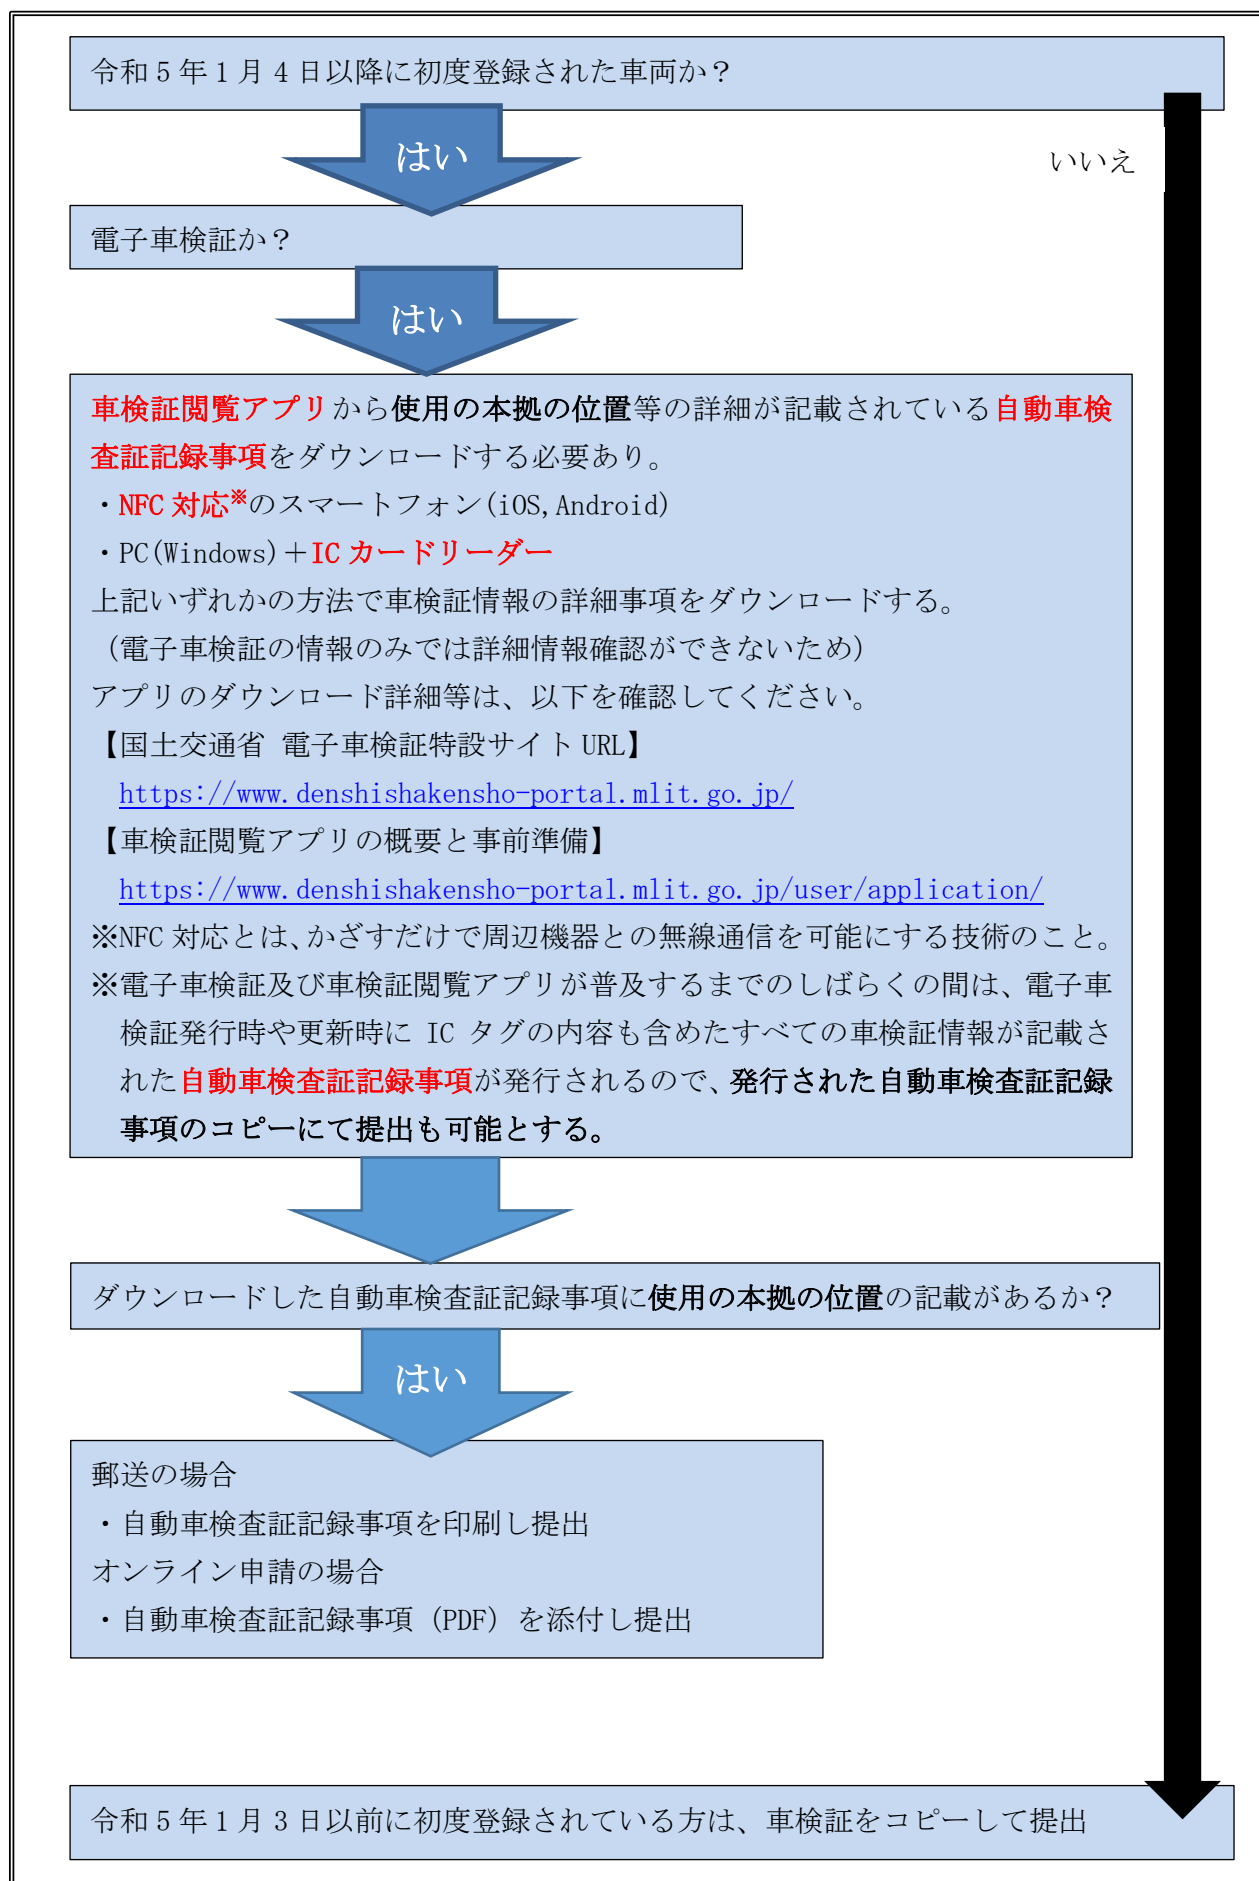 令和5年1月4日以降に初度登録された車両か？
はい
いいえ
電子車検証か？
はい
車検証閲覧アプリから使用の本拠の位置等の詳細が記載されている自動車検
査証記録事項をダウンロードする必要あり。
・NFC対応※のスマートフォン(iOS,Android)
・PC(Windows)＋ICカードリーダー
上記いずれかの方法で車検証情報の詳細事項をダウンロードする。
（電子車検証の情報のみでは詳細情報確認ができないため）
アプリのダウンロード詳細等は、以下を確認してください。
【国土交通省 電子車検証特設サイトURL】
https://www.denshishakensho-portal.mlit.go.jp/
【車検証閲覧アプリの概要と事前準備】
https://www.denshishakensho-portal.mlit.go.jp/user/application/
※NFC対応とは、かざすだけで周辺機器との無線通信を可能にする技術のこと。
※電子車検証及び車検証閲覧アプリが普及するまでのしばらくの間は、電子車
検証発行時や更新時に IC タグの内容も含めたすべての車検証情報が記載さ
れた自動車検査証記録事項が発行されるので、発行された自動車検査証記録
事項のコピーにて提出も可能とする。
ダウンロードした自動車検査証記録事項に使用の本拠の位置の記載があるか？
はい
郵送の場合
・自動車検査証記録事項を印刷し提出
オンライン申請の場合
・自動車検査証記録事項（PDF）を添付し提出
令和5年1月3日以前に初度登録されている方は、車検証をコピーして提出